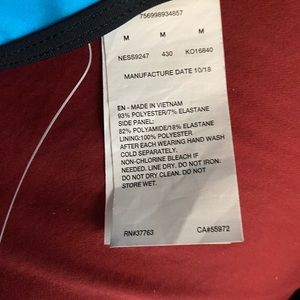 756998934857
M M M
NESS9247 430 KO16840
MANUFACTURE DATE 10/18
EN - MADE IN VIETNAM
93% POLYESTER/7% ELASTANE
SIDE PANEL:
82% POLYAMIDE/18% ELASTANE
LINING:100% POLYESTER
AFTER EACH WEARING HAND WASH
COLD SEPARATELY USING
NON-CHLORINE BLEACH IF
NEEDED. LINE DRY. DO NOT IRON.
DO NOT DRY CLEAN. DO NOT
STORE WET.
RN#37763 CA#55972